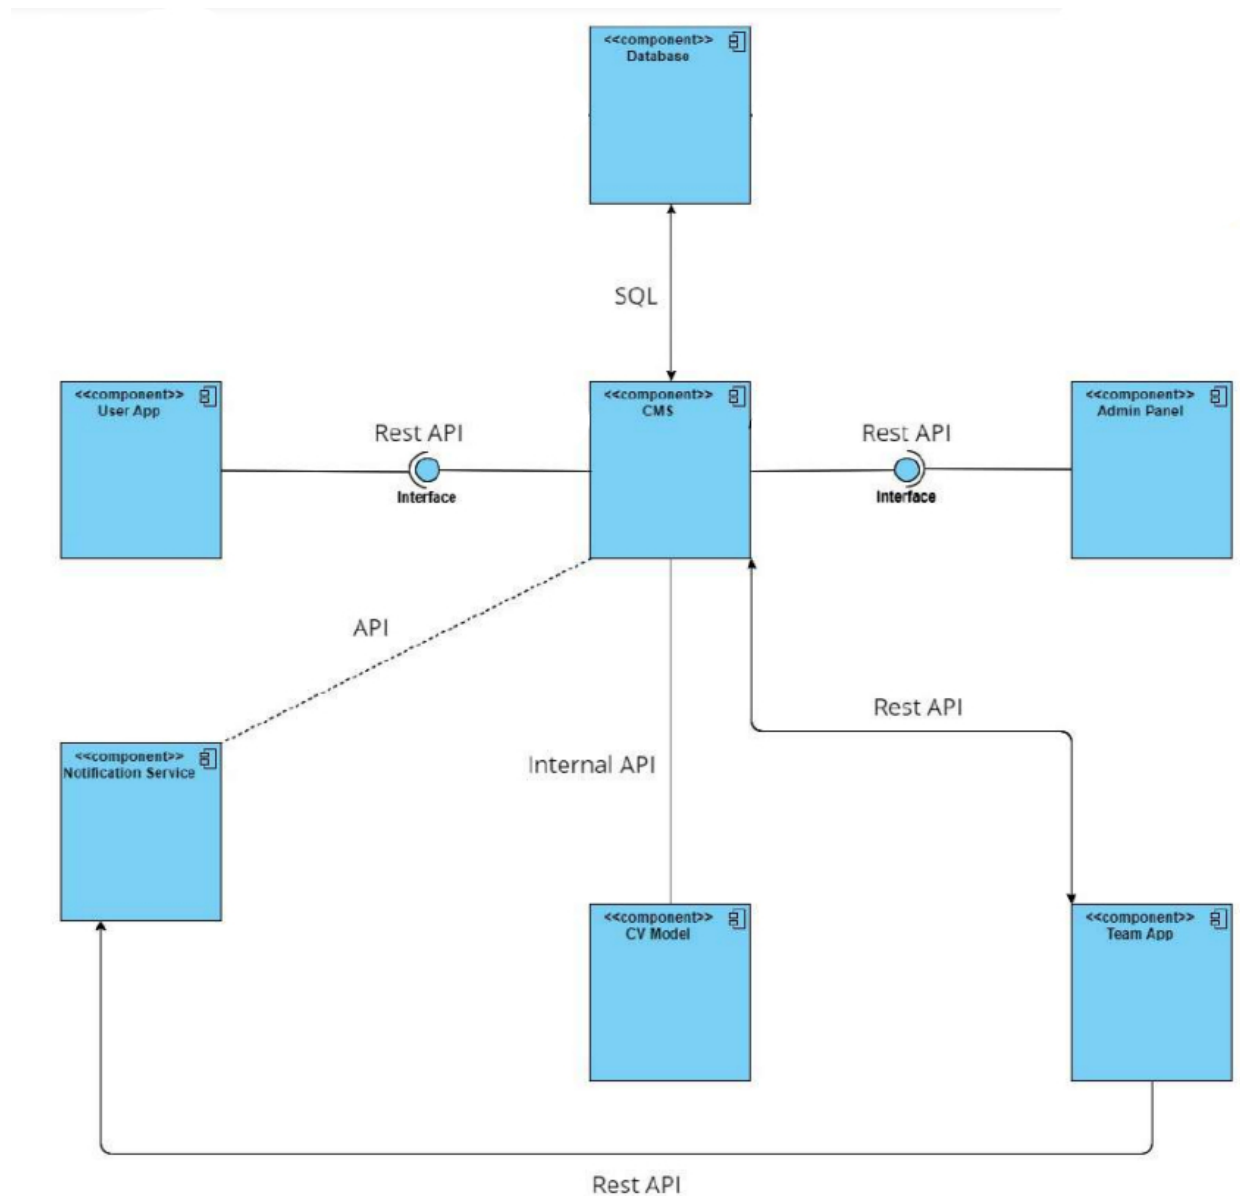 <<component>>
Database
SQL
<<component>>
User App
Rest API
Interface
<<component>>
CMS
Rest API
Interface
<<component>>
Admin Panel
API
Rest API
<<component>>
Notification Service
Internal API
<<component>>
CV Model
<<component>>
Team App
Rest API